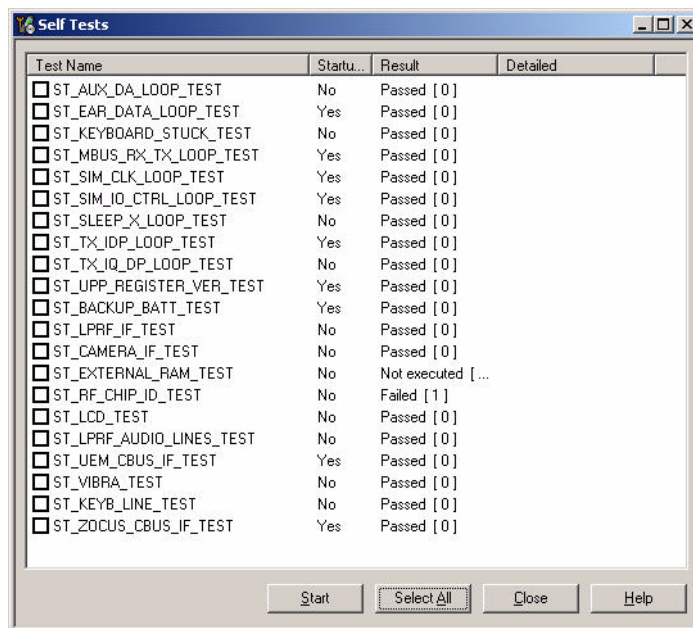 Self Tests
Test Name Startu... Result Detailed
ST_AUX_DA_LOOP_TEST No Passed [ 0 ]
ST_EAR_DATA_LOOP_TEST Yes Passed [ 0 ]
ST_KEYBOARD_STUCK_TEST No Passed [ 0 ]
ST_MBUS_RX_TX_LOOP_TEST Yes Passed [ 0 ]
ST_SIM_CLK_LOOP_TEST Yes Passed [ 0 ]
ST_SIM_IO_CTRL_LOOP_TEST Yes Passed [ 0 ]
ST_SLEEP_X_LOOP_TEST No Passed [ 0 ]
ST_TX_IDP_LOOP_TEST Yes Passed [ 0 ]
ST_TX_IQ_DP_LOOP_TEST No Passed [ 0 ]
ST_UPP_REGISTER_VER_TEST Yes Passed [ 0 ]
ST_BACKUP_BATT_TEST Yes Passed [ 0 ]
ST_LPRF_IF_TEST No Passed [ 0 ]
ST_CAMERA_IF_TEST No Passed [ 0 ]
ST_EXTERNAL_RAM_TEST No Not executed [ ...
ST_RF_CHIP_ID_TEST No Failed [ 1 ]
ST_LCD_TEST No Passed [ 0 ]
ST_LPRF_AUDIO_LINES_TEST No Passed [ 0 ]
ST_UEM_CBUS_IF_TEST Yes Passed [ 0 ]
ST_VIBRA_TEST No Passed [ 0 ]
ST_KEYB_LINE_TEST No Passed [ 0 ]
ST_ZOCUS_CBUS_IF_TEST Yes Passed [ 0 ]
Start Select All Close Help